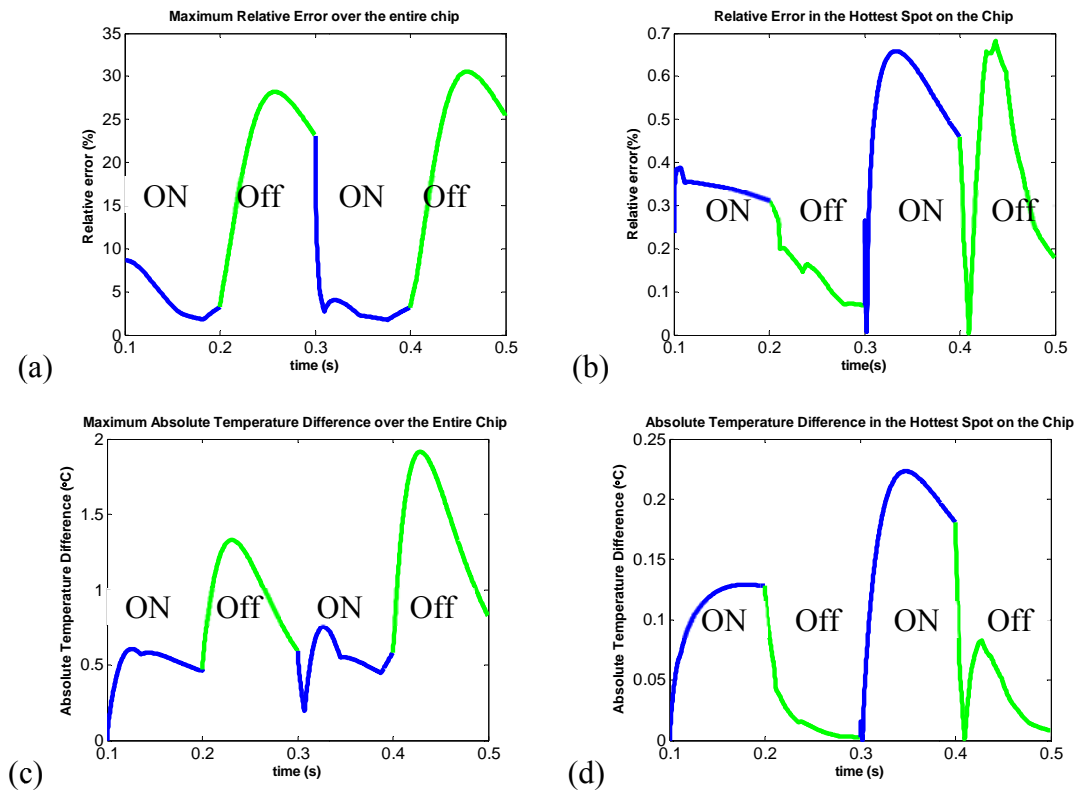 Maximum Relative Error over the entire chip
Relative error (%)
35
30
25
20
15
10
5
0
ON
Off
ON
Off
0.1 0.2 0.3 0.4 0.5
time (s)
(a)
Relative Error in the Hottest Spot on the Chip
Relative error(%)
0.7
0.6
0.5
0.4
0.3
0.2
0.1
0
ON
Off
ON
Off
0.1 0.2 0.3 0.4 0.5
time(s)
(b)
Maximum Absolute Temperature Difference over the Entire Chip
Absolute Temperature Difference (ºC)
2
1.5
1
0.5
0
ON
Off
ON
Off
0.1 0.2 0.3 0.4 0.5
time (s)
(c)
Absolute Temperature Difference in the Hottest Spot on the Chip
Absolute Temperature Difference (ºC)
0.25
0.2
0.15
0.1
0.05
0
ON
Off
ON
Off
0.1 0.2 0.3 0.4 0.5
time (s)
(d)